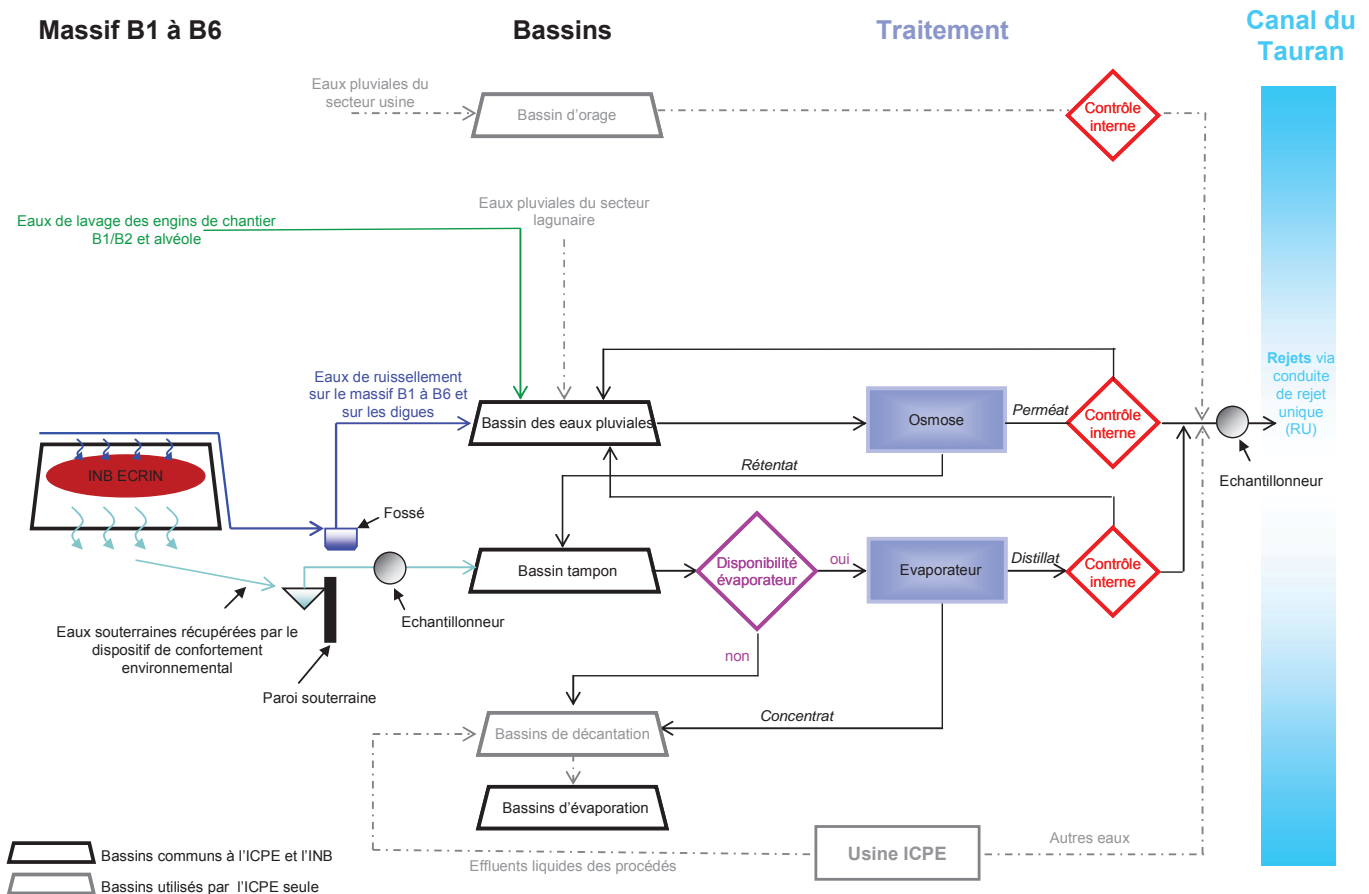 Massif B1 à B6
Bassins
Traitement
Canal du
Tauran
Eaux pluviales du
secteur usine
Bassin d'orage
Contrôle
interne
Eaux de lavage des engins de chantier
B1/B2 et alvéole
Eaux pluviales du secteur
lagunaire
Eaux de ruissellement
sur le massif B1 à B6 et
sur les digues
Bassin des eaux pluviales
Osmose
Perméat
Contrôle
interne
Rejets via
conduite
de rejet
unique
(RU)
INB ECRIN
Rétentat
Echantillonneur
Fossé
Bassin tampon
Disponibilité
évaporateur
oui
Evaporateur
Distillat
Contrôle
interne
Echantillonneur
Eaux souterraines récupérées par le
dispositif de confortement
environnemental
non
Paroi souterraine
Concentrat
Bassins de décantation
Bassins d'évaporation
Bassins communs à l'ICPE et l'INB
Effluents liquides des procédés
Usine ICPE
Autres eaux
Bassins utilisés par l'ICPE seule